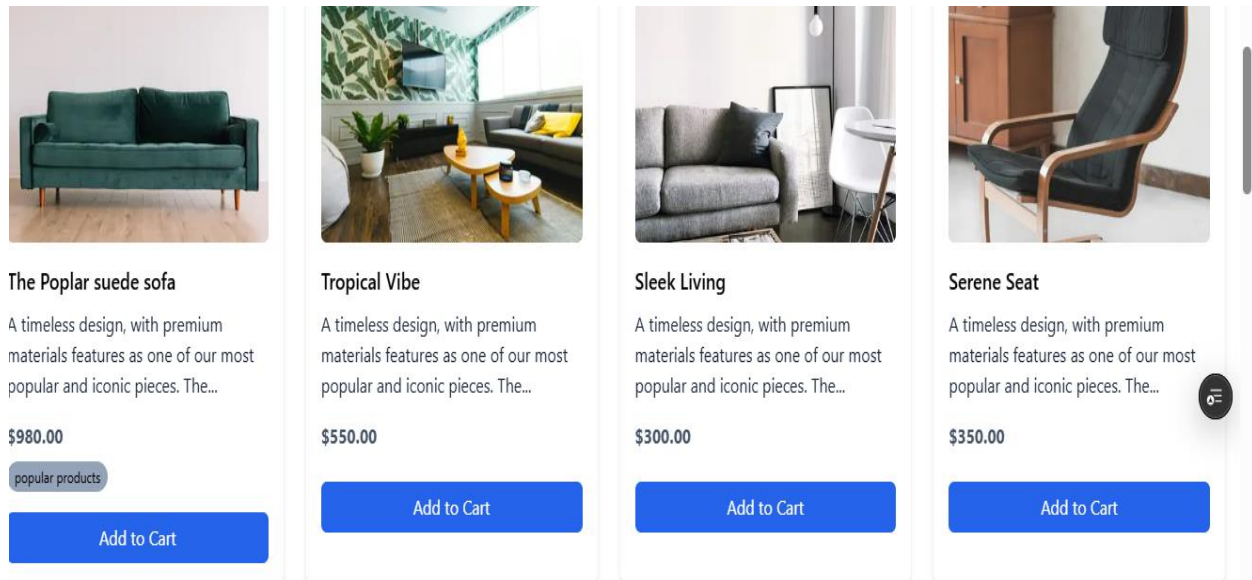 The Poplar suede sofa
A timeless design, with premium
materials features as one of our most
popular and iconic pieces. The...
$980.00
popular products
Add to Cart
Tropical Vibe
A timeless design, with premium
materials features as one of our most
popular and iconic pieces. The...
$550.00
Add to Cart
Sleek Living
A timeless design, with premium
materials features as one of our most
popular and iconic pieces. The...
$300.00
Add to Cart
Serene Seat
A timeless design, with premium
materials features as one of our most
popular and iconic pieces. The...
$350.00
Add to Cart